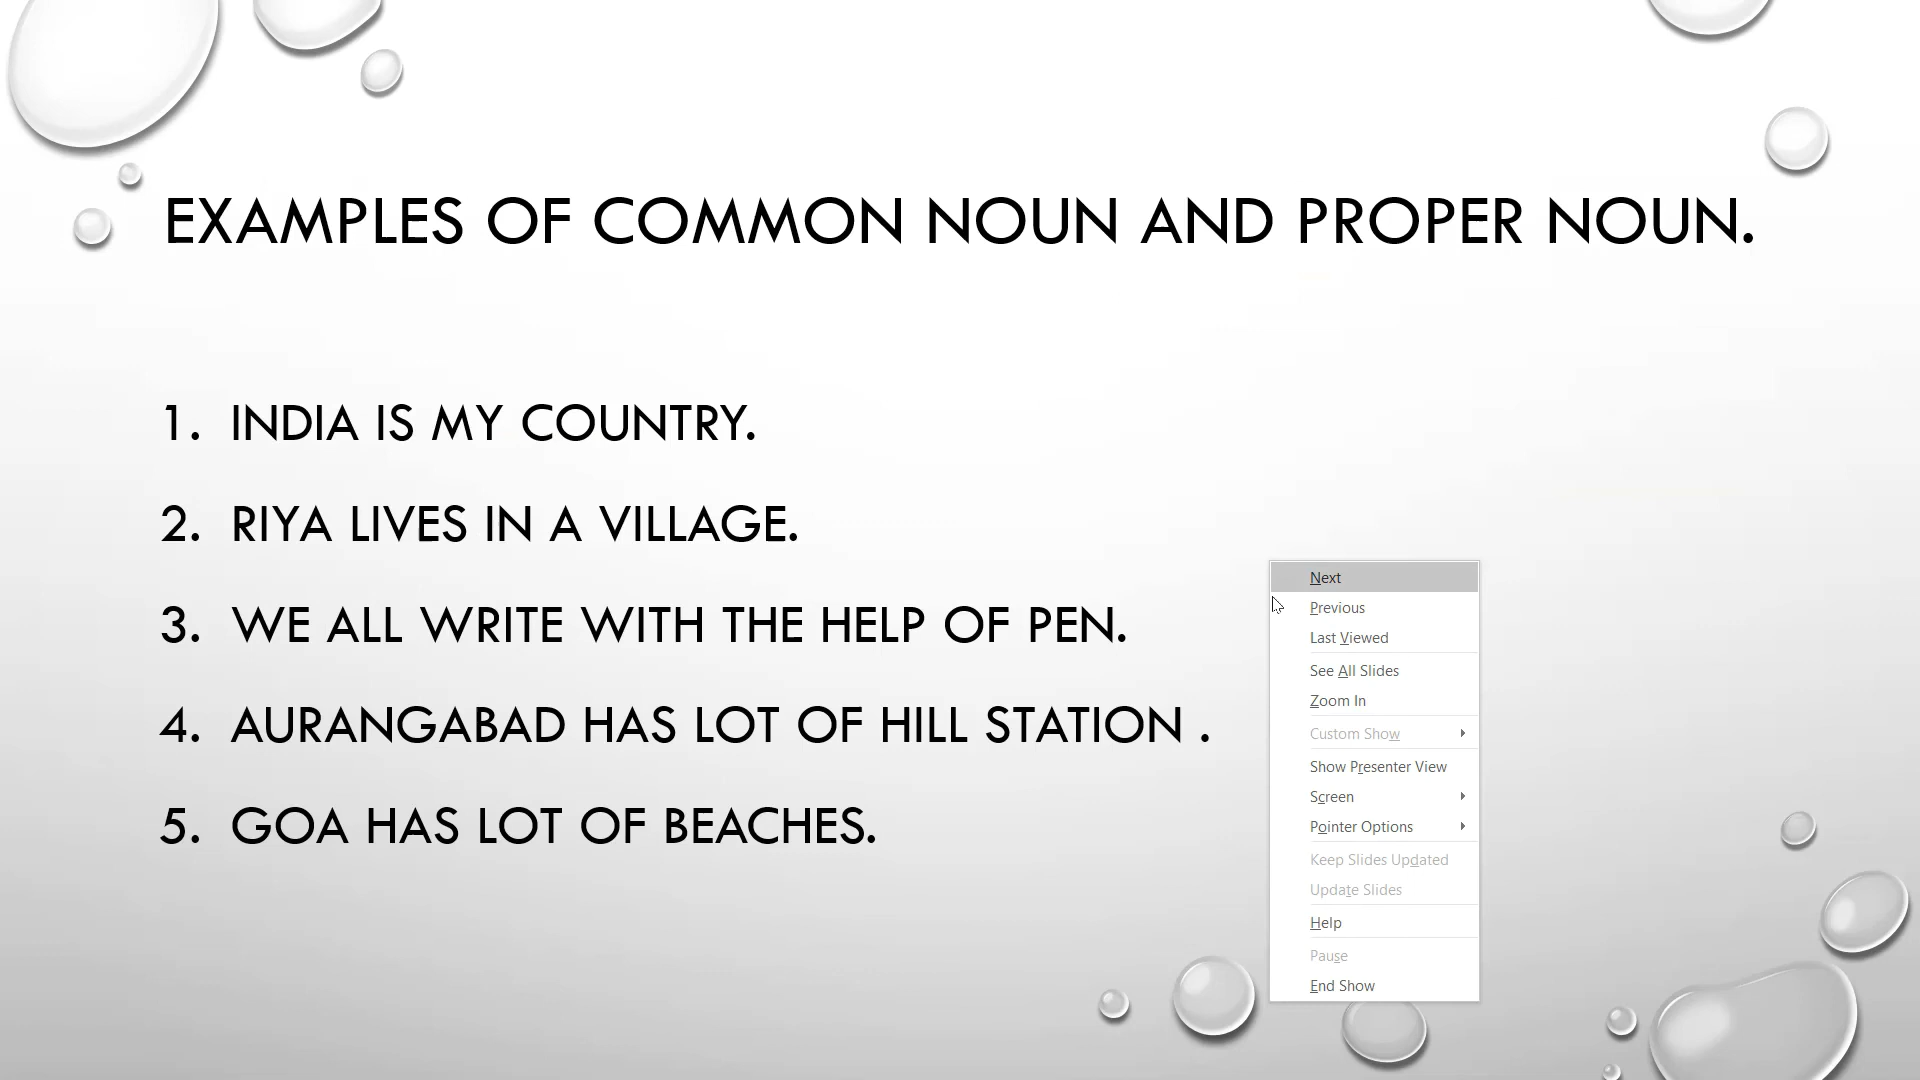 EXAMPLES OF COMMON NOUN AND PROPER NOUN.
1. INDIA IS MY COUNTRY.
2. RIYA LIVES IN A VILLAGE.
3. WE ALL WRITE WITH THE HELP OF PEN.
4. AURANGABAD HAS LOT OF HILL STATION .
5. GOA HAS LOT OF BEACHES.
Next
Previous
Last Viewed
See All Slides
Zoom In
Custom Show
Show Presenter View
Screen
Pointer Options
Keep Slides Updated
Update Slides
Help
Pause
End Show